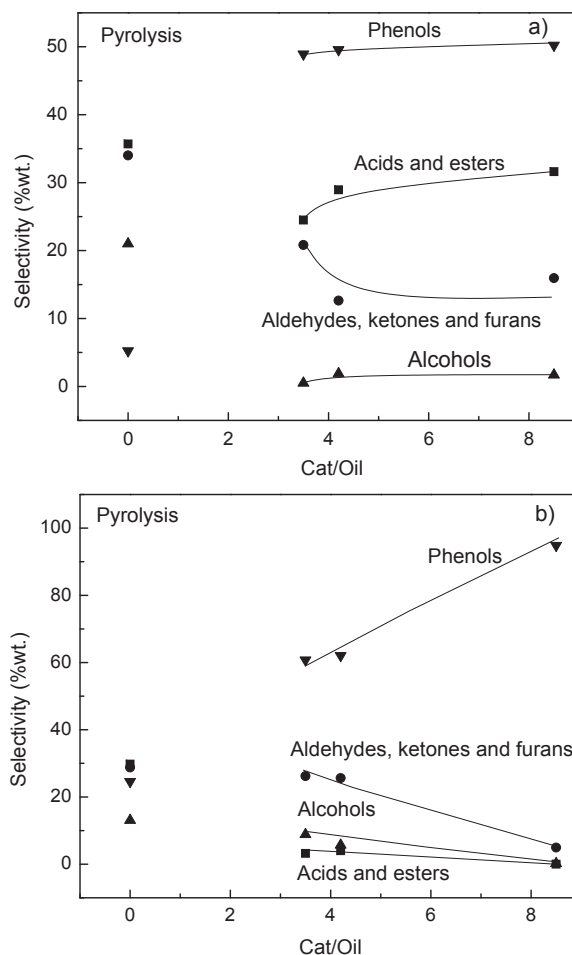 Pyrolysis
a)
Phenols
Acids and esters
Aldehydes, ketones and furans
Alcohols
50
40
30
20
10
0
Selectivity (%wt.)
0 2 4 6 8
Cat/Oil
Pyrolysis
b)
Phenols
Aldehydes, ketones and furans
Alcohols
Acids and esters
100
80
60
40
20
0
Selectivity (%wt.)
0 2 4 6 8
Cat/Oil